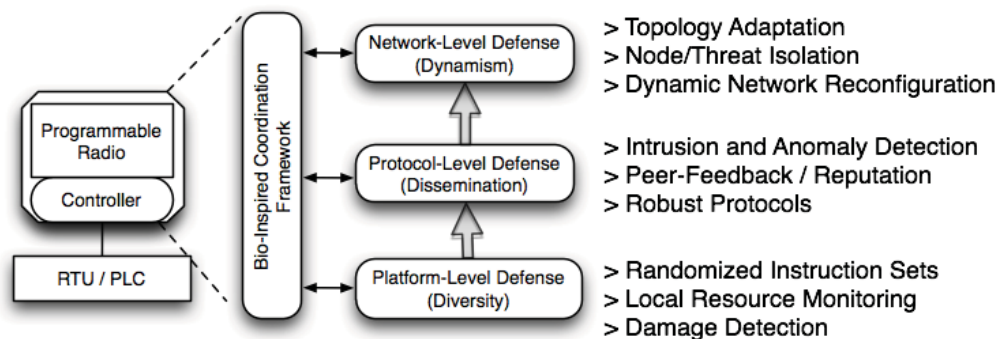 Programmable
Radio
Controller
RTU / PLC
Bio-Inspired Coordination
Framework
Network-Level Defense
(Dynamism)
> Topology Adaptation
> Node/Threat Isolation
> Dynamic Network Reconfiguration
Protocol-Level Defense
(Dissemination)
> Intrusion and Anomaly Detection
> Peer-Feedback / Reputation
> Robust Protocols
Platform-Level Defense
(Diversity)
> Randomized Instruction Sets
> Local Resource Monitoring
> Damage Detection